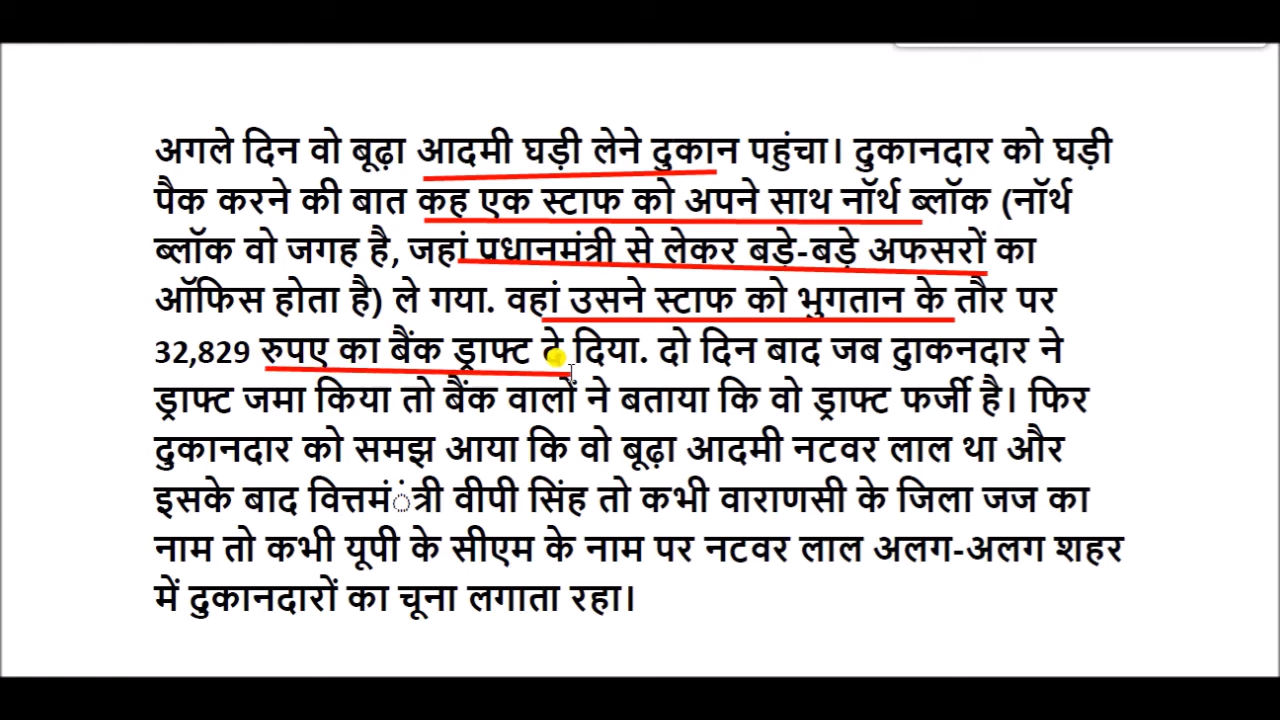 अगले दिन वो बूढ़ा आदमी घड़ी लेने दुकान पहुंचा। दुकानदार को घड़ी
पैक करने की बात कह एक स्टाफ को अपने साथ नॉर्थ ब्लॉक (नॉर्थ
ब्लॉक वो जगह है, जहां प्रधानमंत्री से लेकर बड़े-बड़े अफसरों का
ऑफिस होता है) ले गया. वहां उसने स्टाफ को भुगतान के तौर पर
32,829 रुपए का बैंक ड्राफ्ट दे दिया. दो दिन बाद जब दुाकनदार ने
ड्राफ्ट जमा किया तो बैंक वालों ने बताया कि वो ड्राफ्ट फर्जी है। फिर
दुकानदार को समझ आया कि वो बूढ़ा आदमी नटवर लाल था और
इसके बाद वित्तमंंत्री वीपी सिंह तो कभी वाराणसी के जिला जज का
नाम तो कभी यूपी के सीएम के नाम पर नटवर लाल अलग-अलग शहर
में दुकानदारों का चूना लगाता रहा।